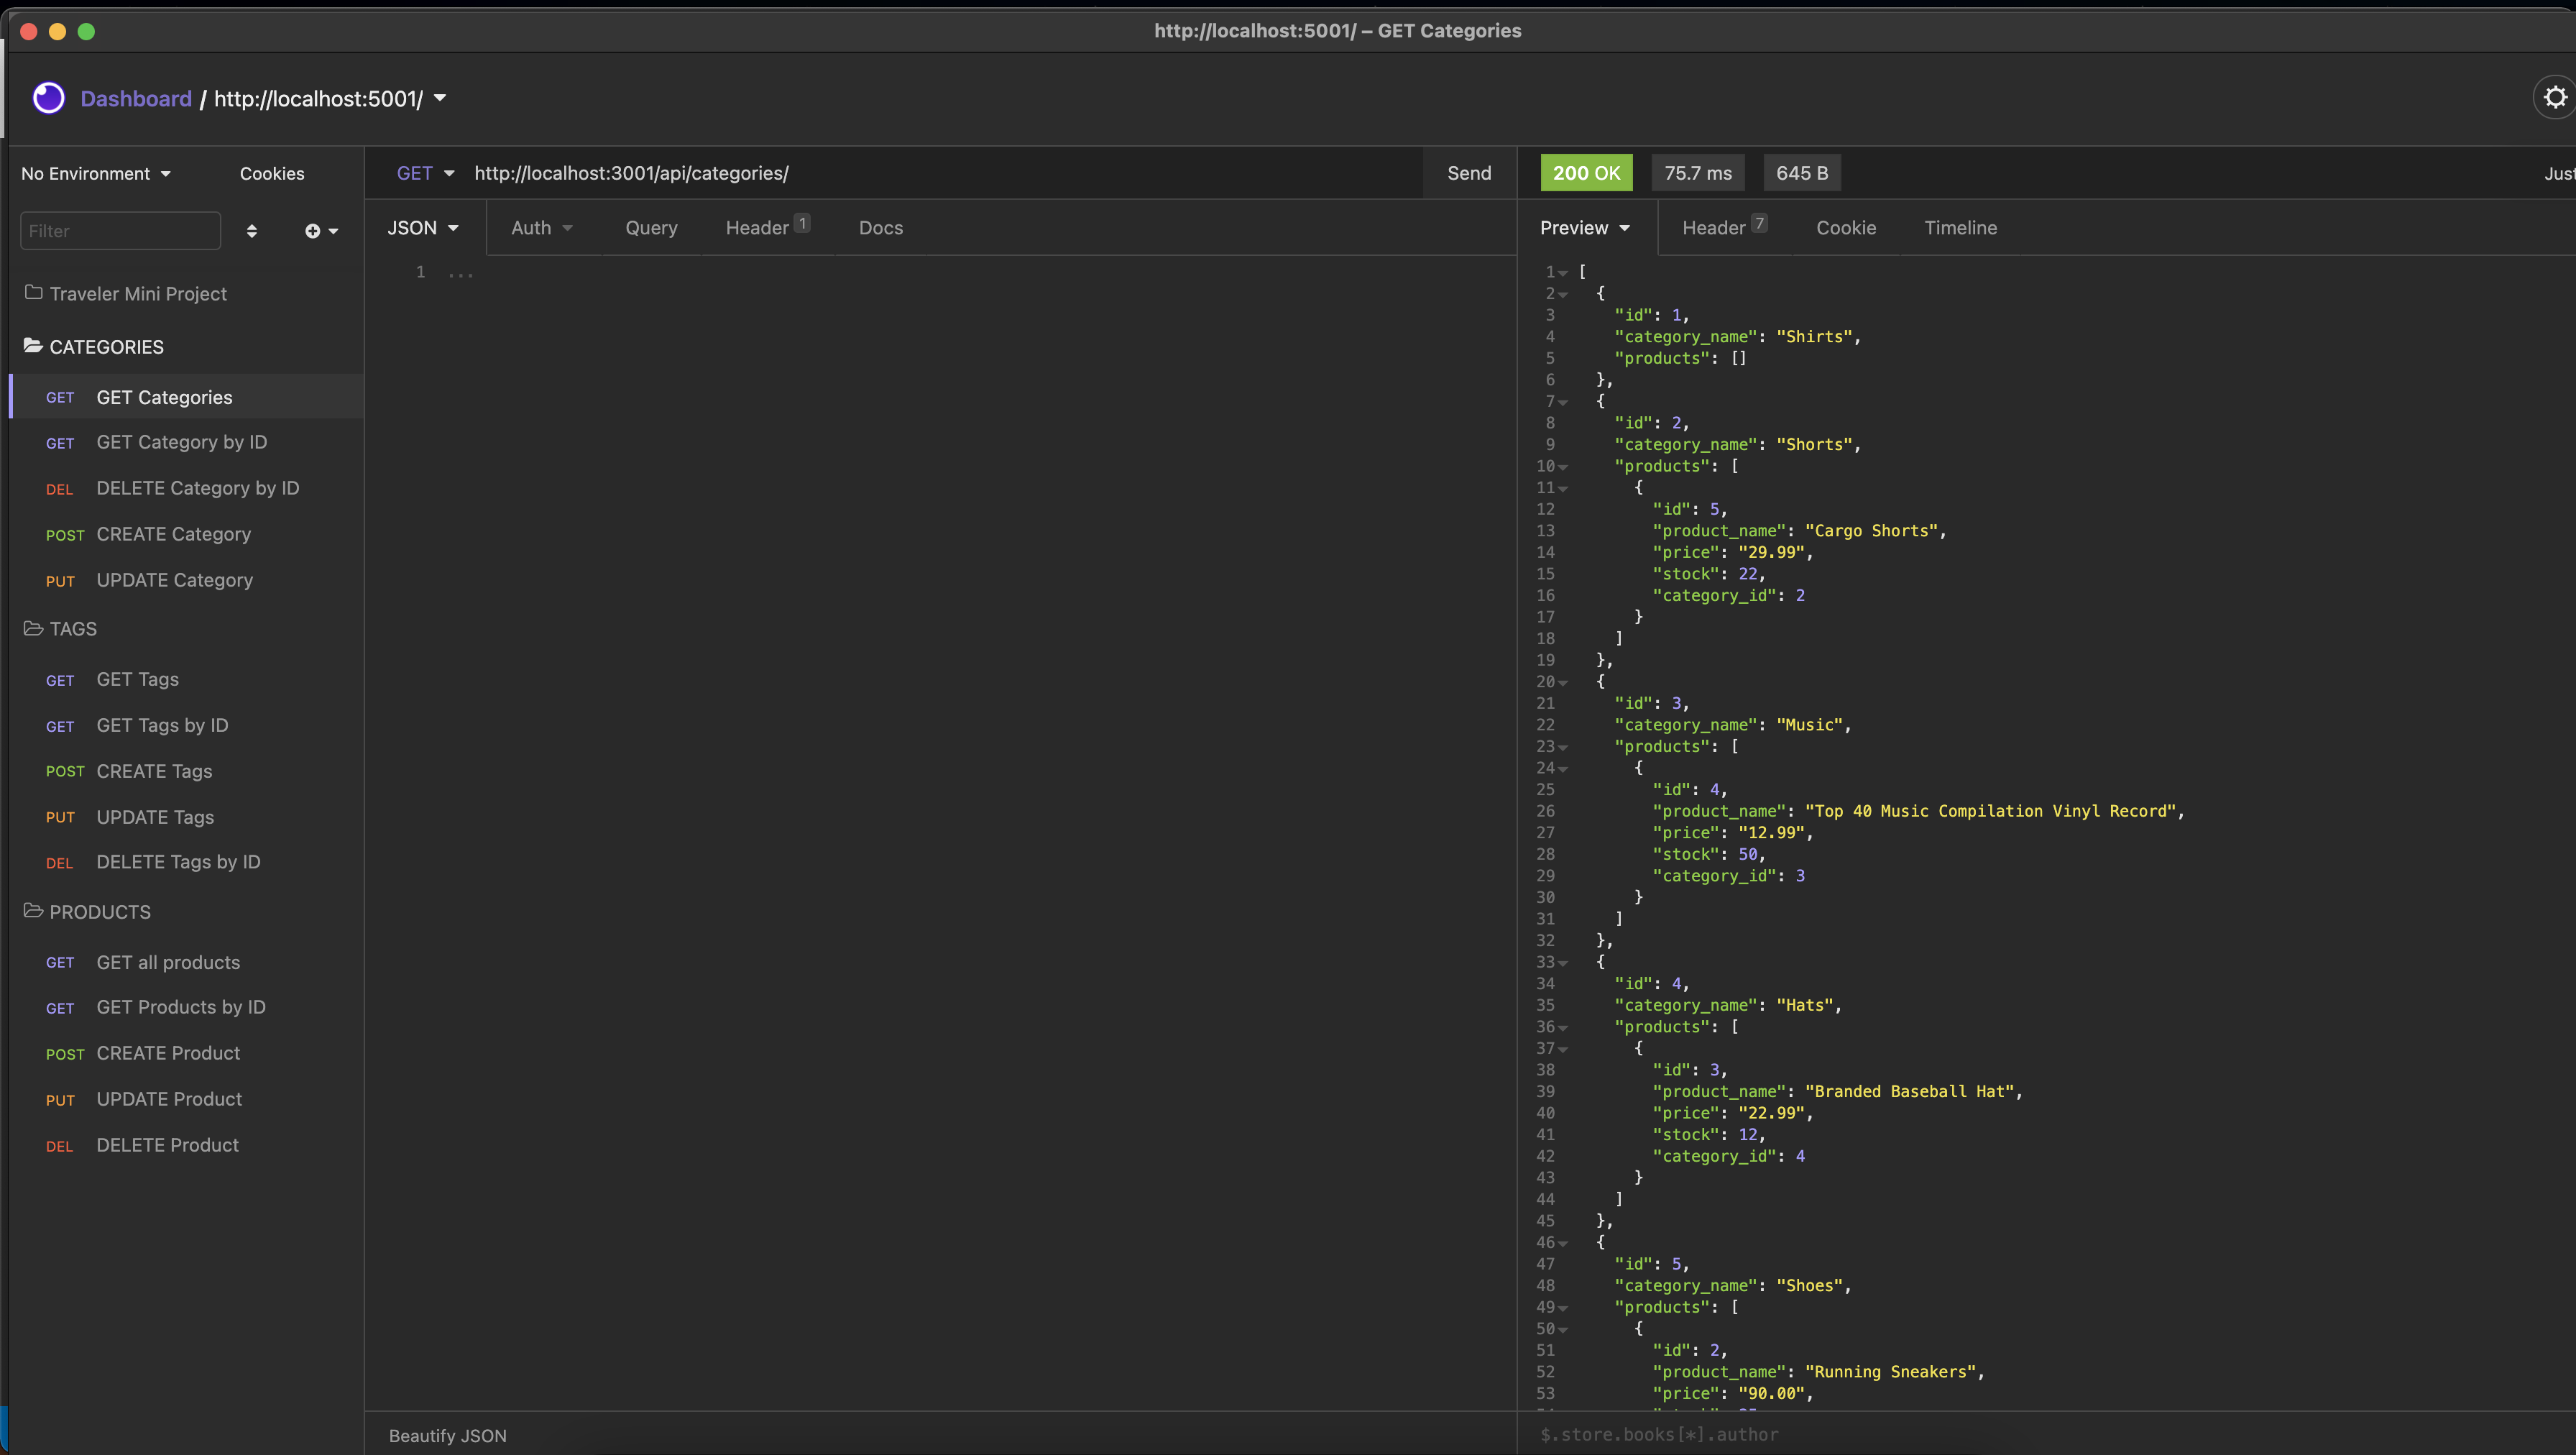 http://localhost:5001/ – GET Categories
Dashboard / http://localhost:5001/
No Environment
Cookies
Filter
Traveler Mini Project
CATEGORIES
GET GET Categories
GET GET Category by ID
DEL DELETE Category by ID
POST CREATE Category
PUT UPDATE Category
TAGS
GET GET Tags
GET GET Tags by ID
POST CREATE Tags
PUT UPDATE Tags
DEL DELETE Tags by ID
PRODUCTS
GET GET all products
GET GET Products by ID
POST CREATE Product
PUT UPDATE Product
DEL DELETE Product
GET http://localhost:3001/api/categories/ Send
JSON Auth Query Header 1 Docs
1 ...
Beautify JSON
200 OK 75.7 ms 645 B Just
Preview Header 7 Cookie Timeline
1 [
2 {
3 "id": 1,
4 "category_name": "Shirts",
5 "products": []
6 },
7 {
8 "id": 2,
9 "category_name": "Shorts",
10 "products": [
11 {
12 "id": 5,
13 "product_name": "Cargo Shorts",
14 "price": "29.99",
15 "stock": 22,
16 "category_id": 2
17 }
18 ]
19 },
20 {
21 "id": 3,
22 "category_name": "Music",
23 "products": [
24 {
25 "id": 4,
26 "product_name": "Top 40 Music Compilation Vinyl Record",
27 "price": "12.99",
28 "stock": 50,
29 "category_id": 3
30 }
31 ]
32 },
33 {
34 "id": 4,
35 "category_name": "Hats",
36 "products": [
37 {
38 "id": 3,
39 "product_name": "Branded Baseball Hat",
40 "price": "22.99",
41 "stock": 12,
42 "category_id": 4
43 }
44 ]
45 },
46 {
47 "id": 5,
48 "category_name": "Shoes",
49 "products": [
50 {
51 "id": 2,
52 "product_name": "Running Sneakers",
53 "price": "90.00",
$.store.books[*].author